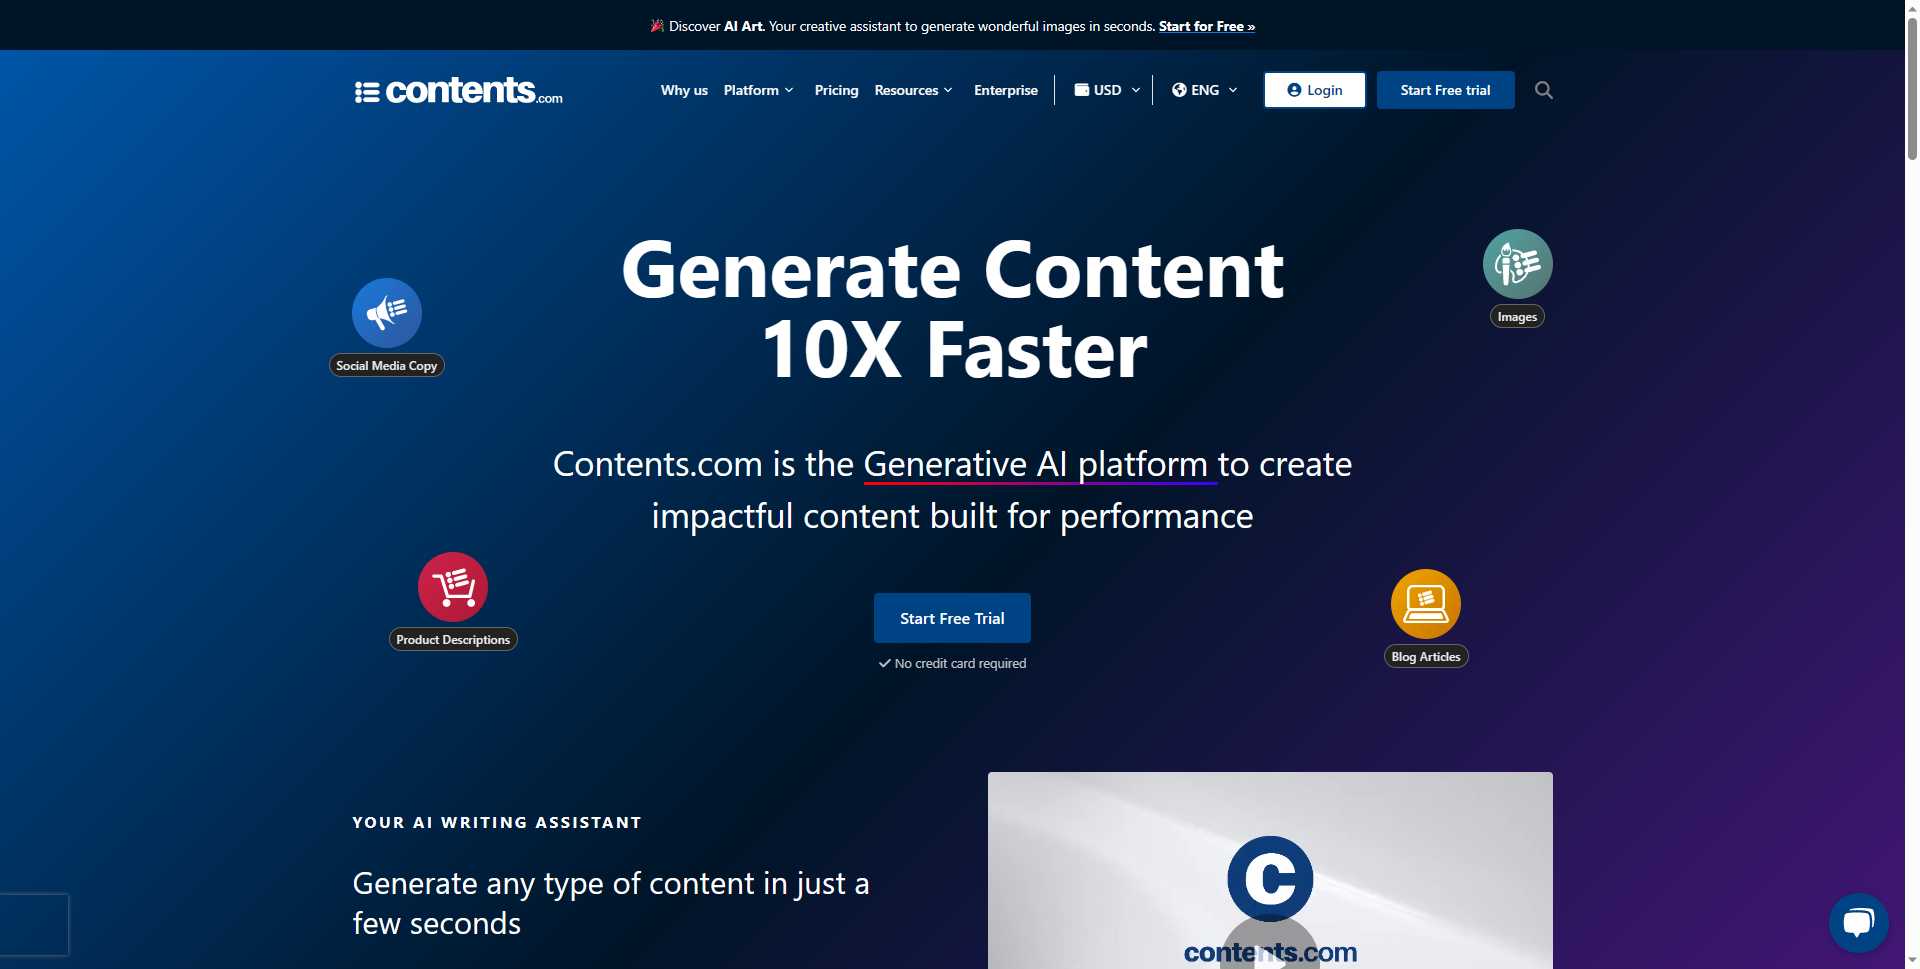 🎉 Discover AI Art. Your creative assistant to generate wonderful images in seconds. Start for Free »
contents.com
Why us Platform Pricing Resources Enterprise USD ENG Login Start Free trial
Generate Content
10X Faster
Images
Social Media Copy
Contents.com is the Generative AI platform to create
impactful content built for performance
Product Descriptions
Start Free Trial
No credit card required
Blog Articles
YOUR AI WRITING ASSISTANT
Generate any type of content in just a
few seconds
C
contents.com